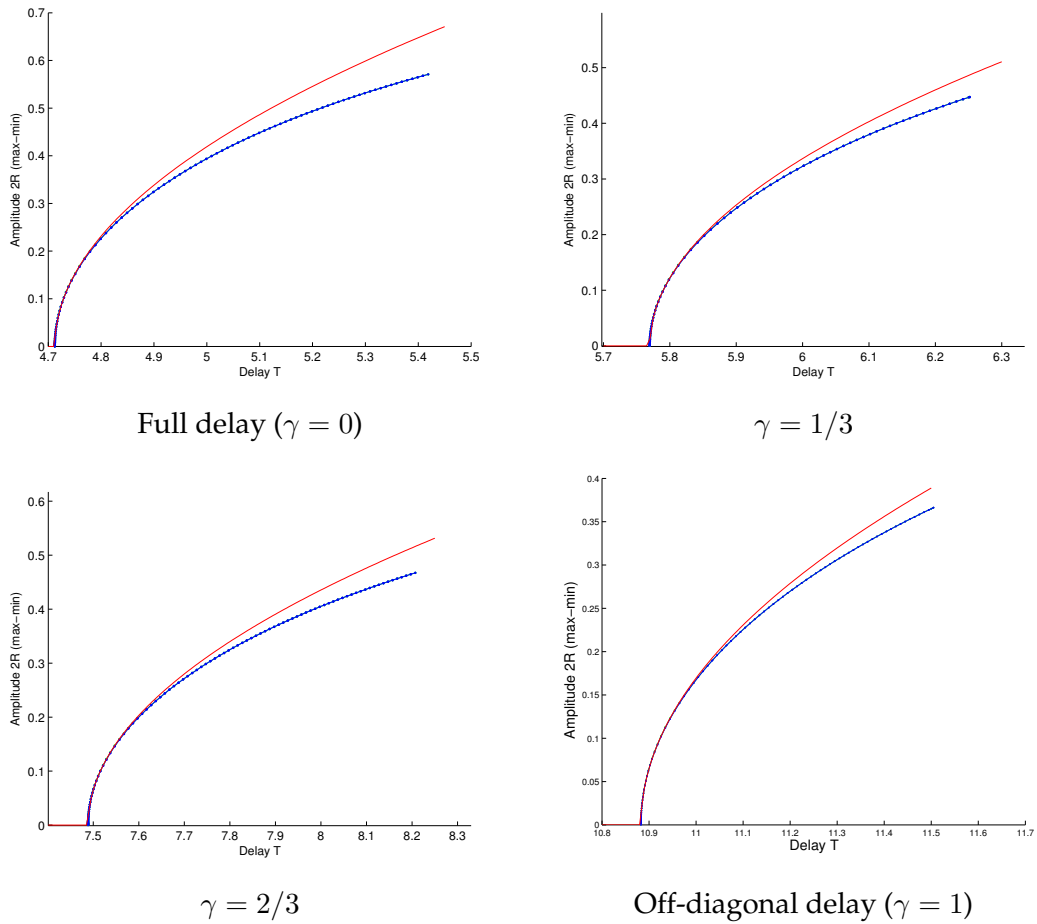 0.7
0.6
0.5
0.4
0.3
0.2
0.1
0
Amplitude 2R (max−min)
4.7 4.8 4.9 5 5.1 5.2 5.3 5.4 5.5
Delay T
Full delay (γ = 0)
0.5
0.4
0.3
0.2
0.1
0
Amplitude 2R (max−min)
5.7 5.8 5.9 6 6.1 6.2 6.3
Delay T
γ = 1/3
0.6
0.5
0.4
0.3
0.2
0.1
0
Amplitude 2R (max−min)
7.5 7.6 7.7 7.8 7.9 8 8.1 8.2 8.3
Delay T
γ = 2/3
0.4
0.35
0.3
0.25
0.2
0.15
0.1
0.05
0
Amplitude 2R (max−min)
10.8 10.9 11 11.1 11.2 11.3 11.4 11.5 11.6 11.7
Delay T
Off-diagonal delay (γ = 1)